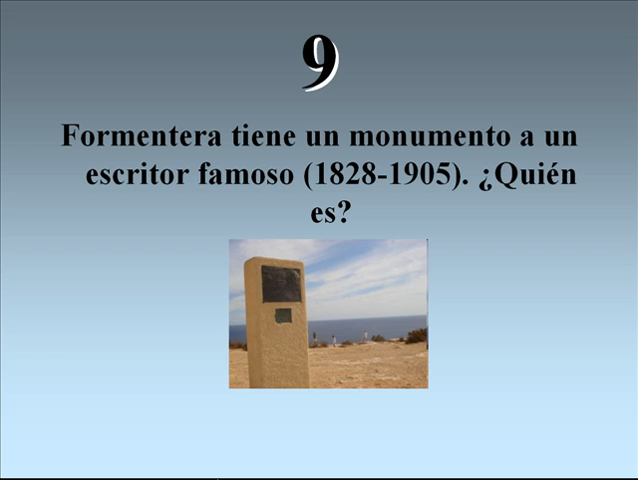 9
Formentera tiene un monumento a un
escritor famoso (1828-1905). ¿Quién
es?